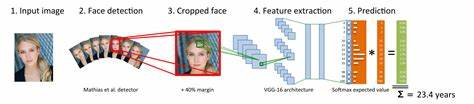 1. Input image
2. Face detection
3. Cropped face
4. Feature extraction
5. Prediction
Mathias et al. detector
+ 40% margin
VGG-16 architecture
Softmax expected value
Σ = 23.4 years